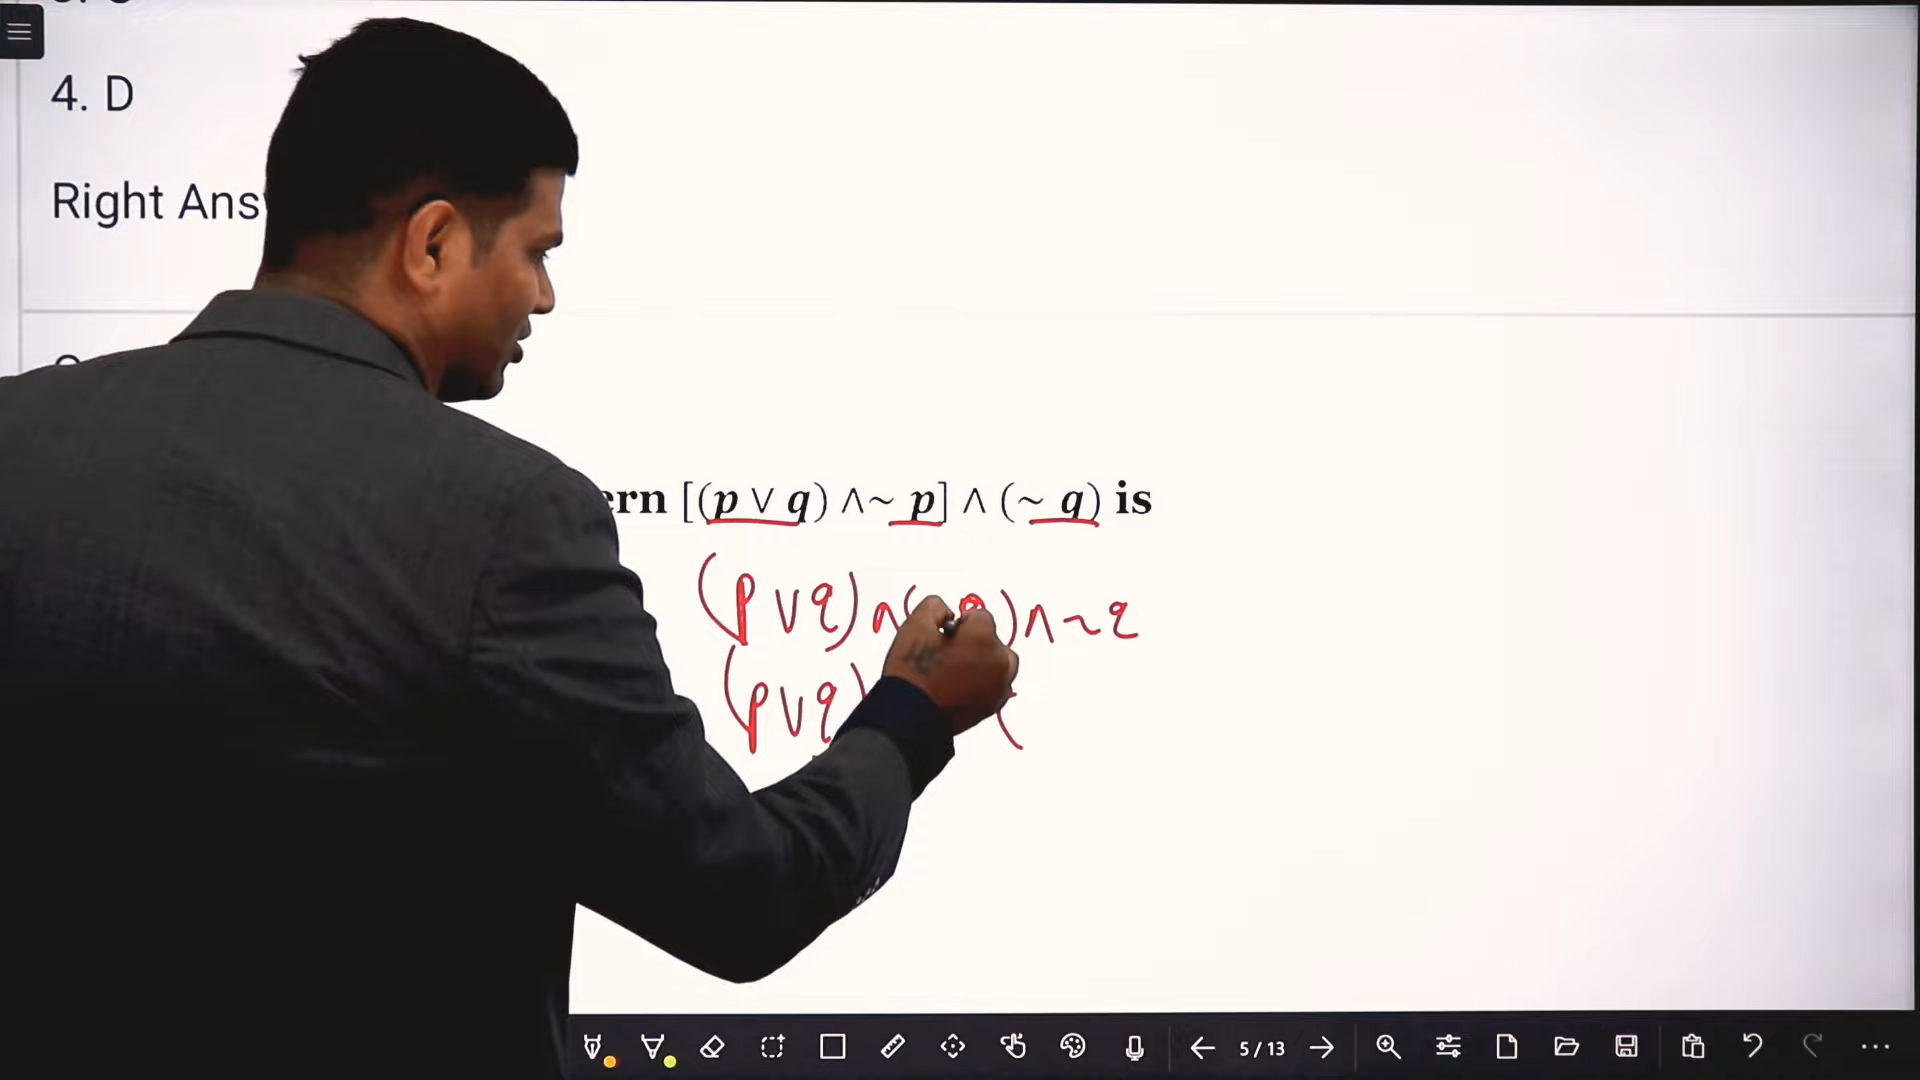 4. D
Right Ans
ern [(p ∨ q) ∧~ p] ∧ (~ q) is
(p ∨ q) ∧ ( ) ∧ ~ q
(p ∨ q)
5 / 13